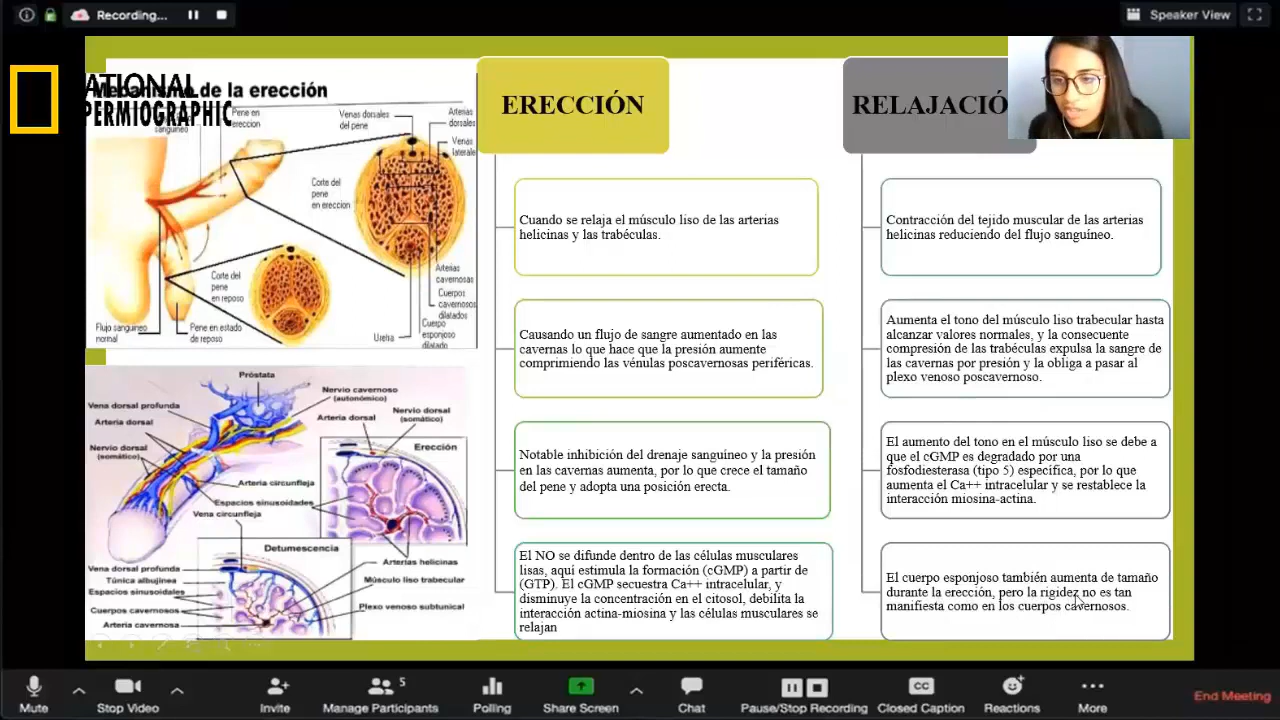 Recording...
Speaker View
NATIONAL
SPERMIOGRAPHIC
Mecanismo de la erección
sanguíneo
Pene en
ereccion
Venas dorsales
del pene
Arterias
dorsales
Venas
laterale
Corte del
pene
en ereccion
Arterias
cavernosas
Corte del
pene
en reposo
Cuerpos
cavernosos
dilatados
Flujo sanguineo
normal
Pene en estado
de reposo
Uretra
Cuerpo
esponjoso
dilatado
ERECCIÓN
Cuando se relaja el músculo liso de las arterias
helicinas y las trabéculas.
Causando un flujo de sangre aumentado en las
cavernas lo que hace que la presión aumente
comprimiendo las vénulas poscavernosas periféricas.
Notable inhibición del drenaje sanguíneo y la presión
en las cavernas aumenta, por lo que crece el tamaño
del pene y adopta una posición erecta.
El NO se difunde dentro de las células musculares
lisas, aquí estimula la formación (cGMP) a partir de
(GTP). El cGMP secuestra Ca++ intracelular, y
disminuye la concentración en el citosol, debilita la
interacción actina-miosina y las células musculares se
relajan
RELAJACIÓ
Contracción del tejido muscular de las arterias
helicinas reduciendo del flujo sanguíneo.
Aumenta el tono del músculo liso trabecular hasta
alcanzar valores normales, y la consecuente
compresión de las trabéculas expulsa la sangre de
las cavernas por presión y la obliga a pasar al
plexo venoso poscavernoso.
El aumento del tono en el músculo liso se debe a
que el cGMP es degradado por una
fosfodiesterasa (tipo 5) específica, por lo que
aumenta el Ca++ intracelular y se restablece la
interacción miosina-actina.
El cuerpo esponjoso también aumenta de tamaño
durante la erección, pero la rigidez no es tan
manifiesta como en los cuerpos cavernosos.
Próstata
Nervio cavernoso
(autonómico)
Vena dorsal profunda
Arteria dorsal
Nervio dorsal
(somático)
Arteria dorsal
Nervio dorsal
(somático)
Erección
Arteria circunfleja
Espacios sinusoidades
Vena circunfleja
Detumescencia
Vena dorsal profunda
Túnica albujínea
Espacios sinusoidales
Cuerpos cavernosos
Arteria cavernosa
Arterias helicinas
Músculo liso trabecular
Plexo venoso subtunical
Mute
Stop Video
Invite
5
Manage Participants
Polling
Share Screen
Chat
Pause/Stop Recording
CC
Closed Caption
Reactions
More
End Meeting